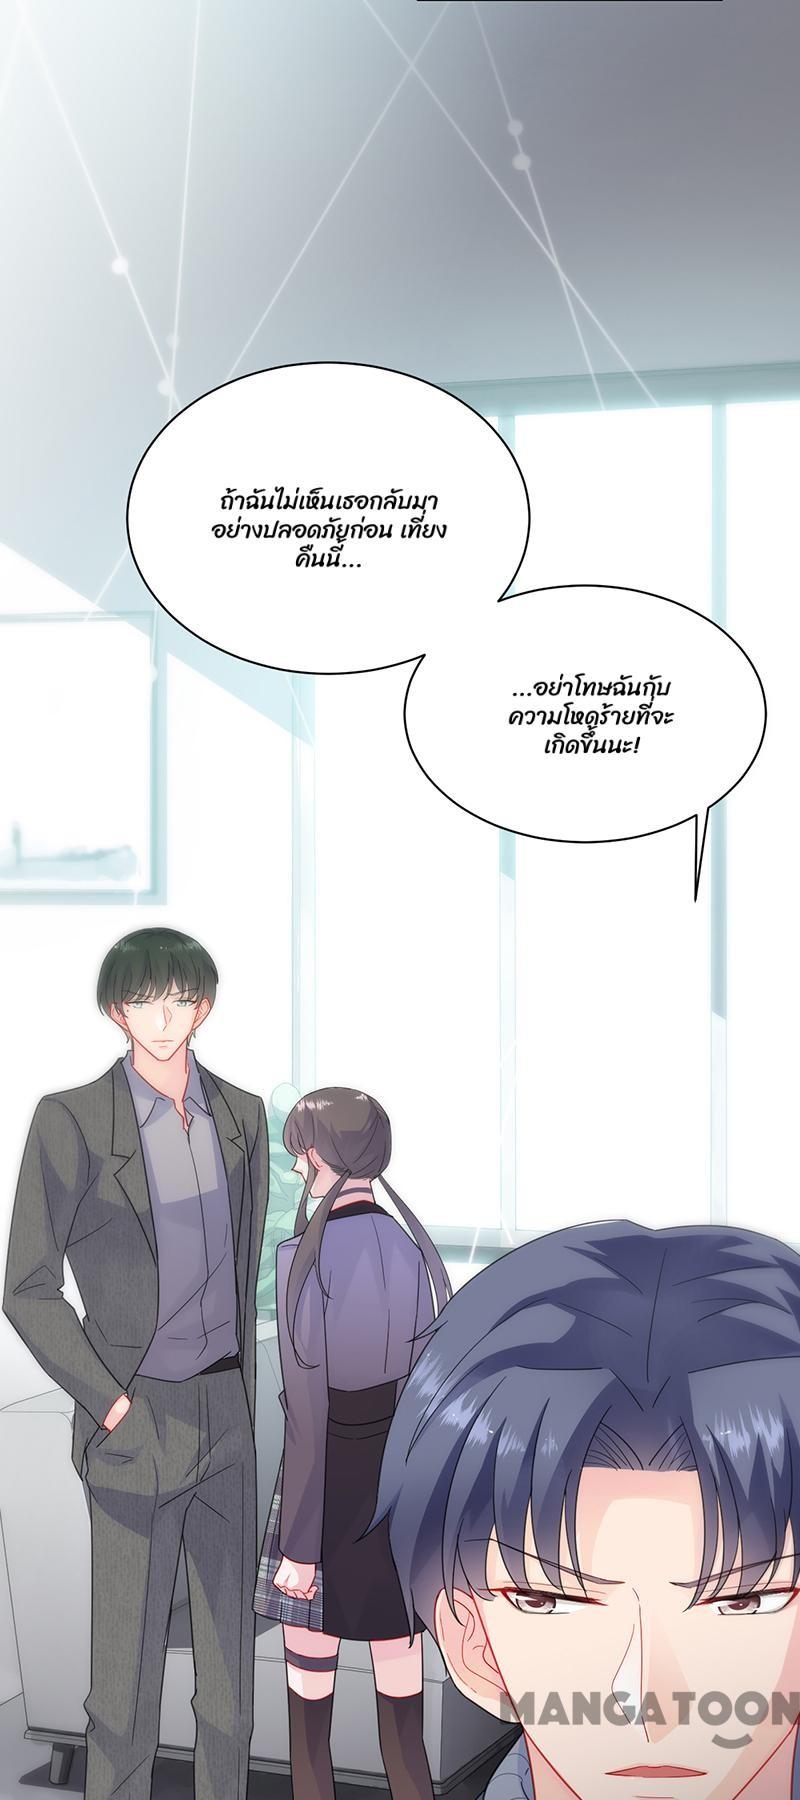 ถ้าฉันไม่เห็นเธอกลับมา
อย่างปลอดภัยก่อน เที่ยง
คืนนี้...
...อย่าโทษฉันกับ
ความโหดร้ายที่จะ
เกิดขึ้นนะ!
MANGATOON